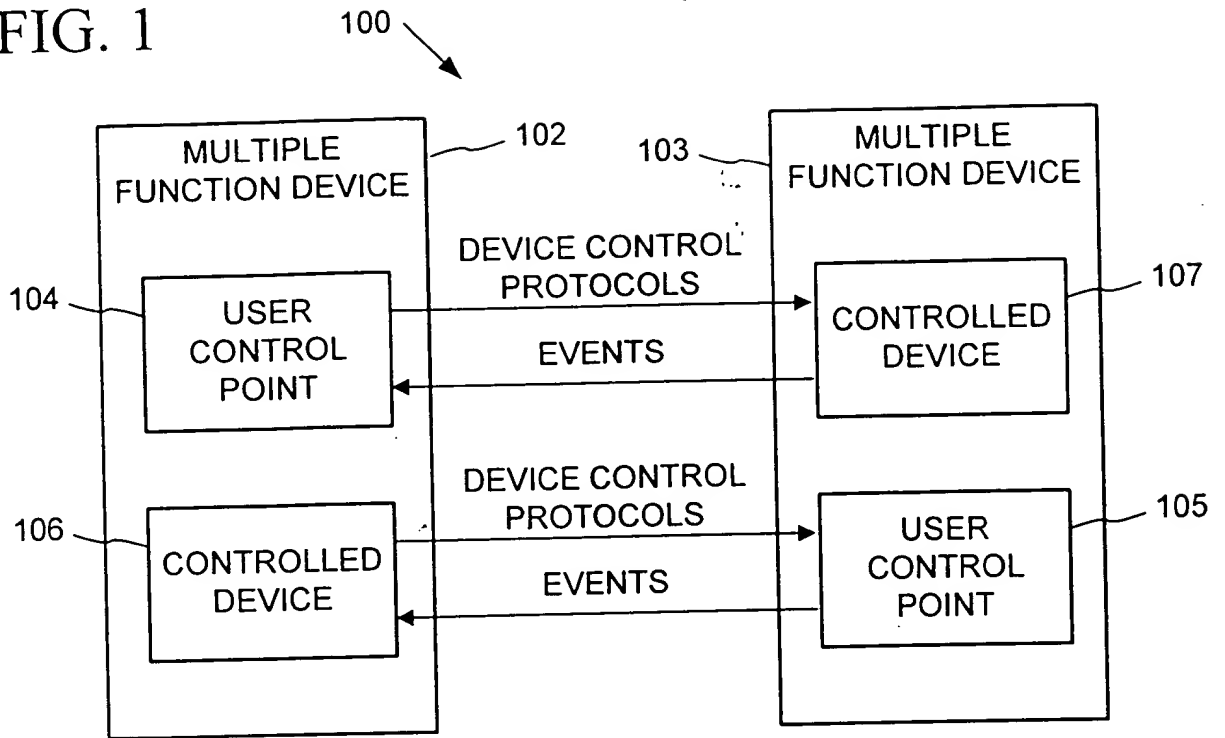 FIG. 1
100
MULTIPLE
FUNCTION DEVICE
102
103
MULTIPLE
FUNCTION DEVICE
DEVICE CONTROL
PROTOCOLS
104
USER
CONTROL
POINT
EVENTS
CONTROLLED
DEVICE
107
DEVICE CONTROL
PROTOCOLS
106
CONTROLLED
DEVICE
EVENTS
USER
CONTROL
POINT
105